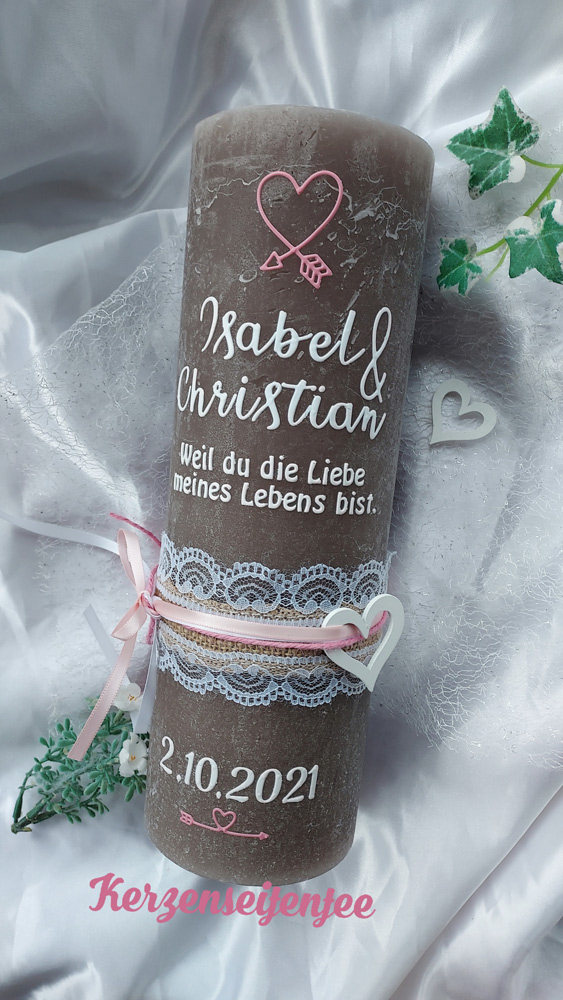 Isabel &
Christian
Weil du die Liebe
meines Lebens bist.
2.10.2021
Kerzenseifenfee